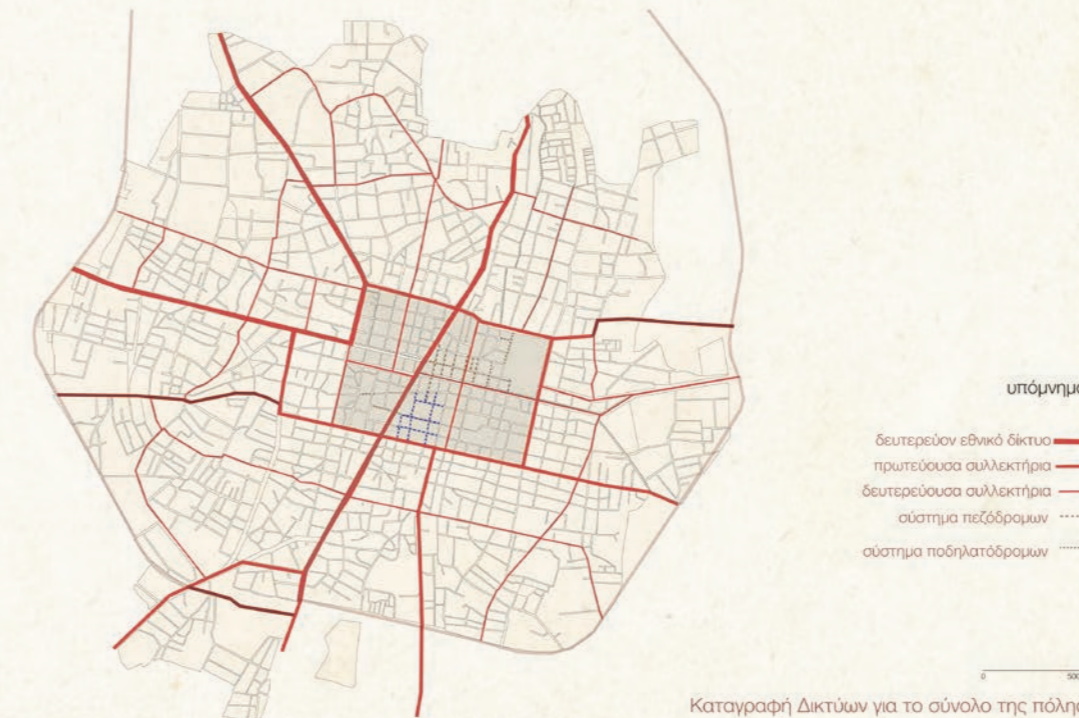 υπόμνημα
δευτερεύον εθνικό δίκτυο
πρωτεύουσα συλλεκτήρια
δευτερεύουσα συλλεκτήρια
σύστημα πεζόδρομων
σύστημα ποδηλατόδρομων
0 500
Καταγραφή Δικτύων για το σύνολο της πόλης